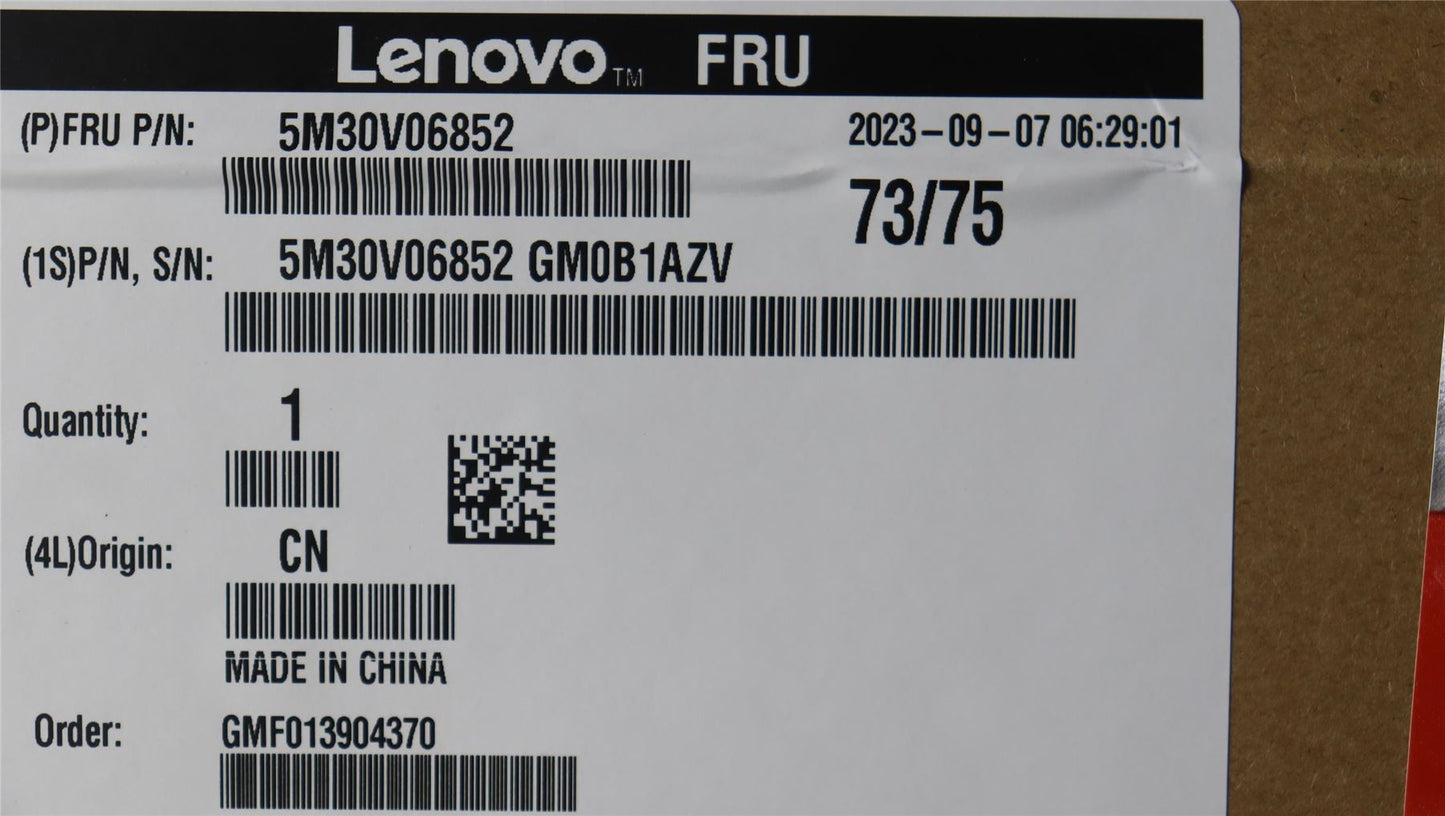 Lenovo™ FRU
(P)FRU P/N: 5M30V06852 2023-09-07 06:29:01
73/75
(1S)P/N, S/N: 5M30V06852 GM0B1AZV
Quantity: 1
(4L)Origin: CN
MADE IN CHINA
Order: GMF013904370